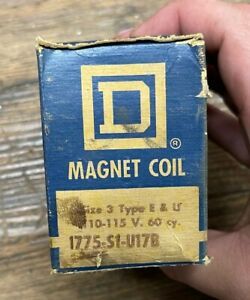 D
®
MAGNET COIL
Size 3 Type E & U
110-115 V. 60 cy.
1775-S1-U17B